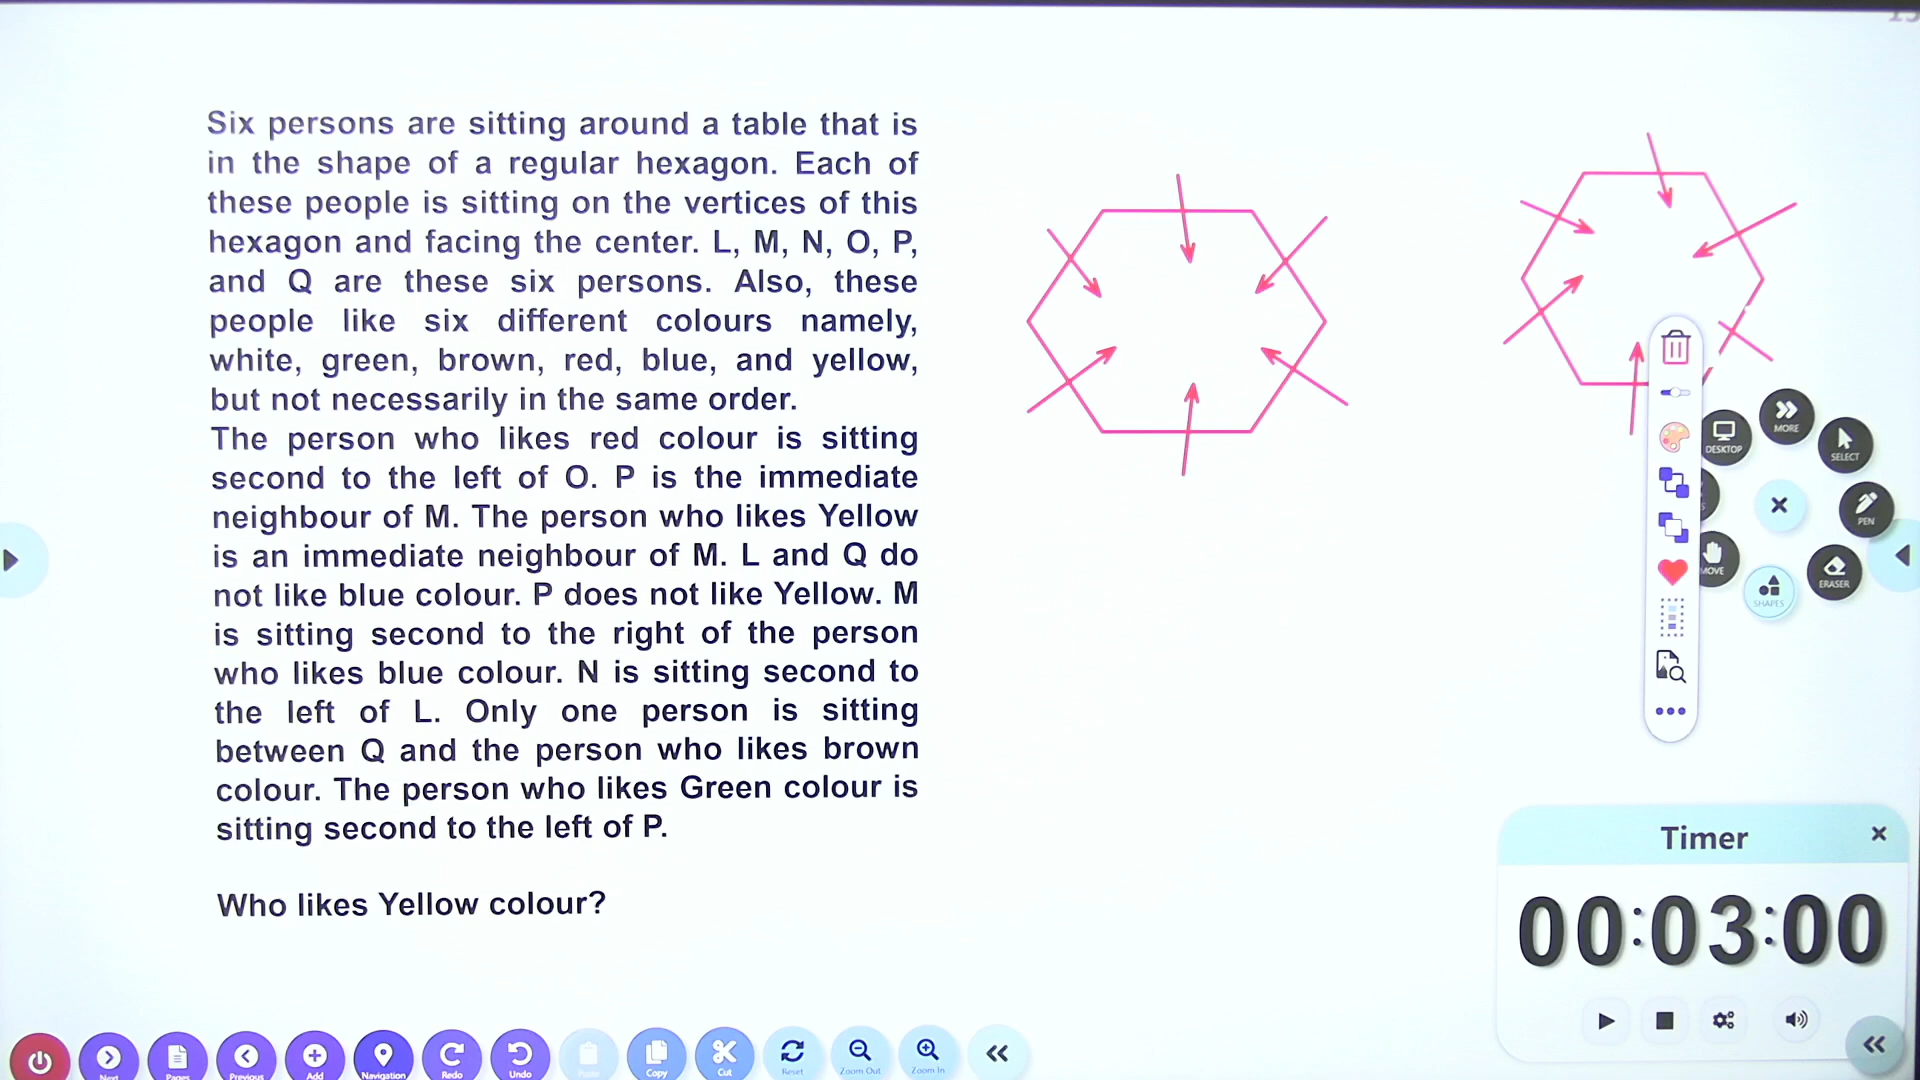 Six persons are sitting around a table that is
in the shape of a regular hexagon. Each of
these people is sitting on the vertices of this
hexagon and facing the center. L, M, N, O, P,
and Q are these six persons. Also, these
people like six different colours namely,
white, green, brown, red, blue, and yellow,
but not necessarily in the same order.
The person who likes red colour is sitting
second to the left of O. P is the immediate
neighbour of M. The person who likes Yellow
is an immediate neighbour of M. L and Q do
not like blue colour. P does not like Yellow. M
is sitting second to the right of the person
who likes blue colour. N is sitting second to
the left of L. Only one person is sitting
between Q and the person who likes brown
colour. The person who likes Green colour is
sitting second to the left of P.
Who likes Yellow colour?
MORE
DESKTOP
SELECT
PEN
MOVE
ERASER
SHAPES
Timer
00:03:00
Next
Pages
Previous
Add
Navigation
Redo
Undo
Copy
Cut
Reset
Zoom Out
Zoom In